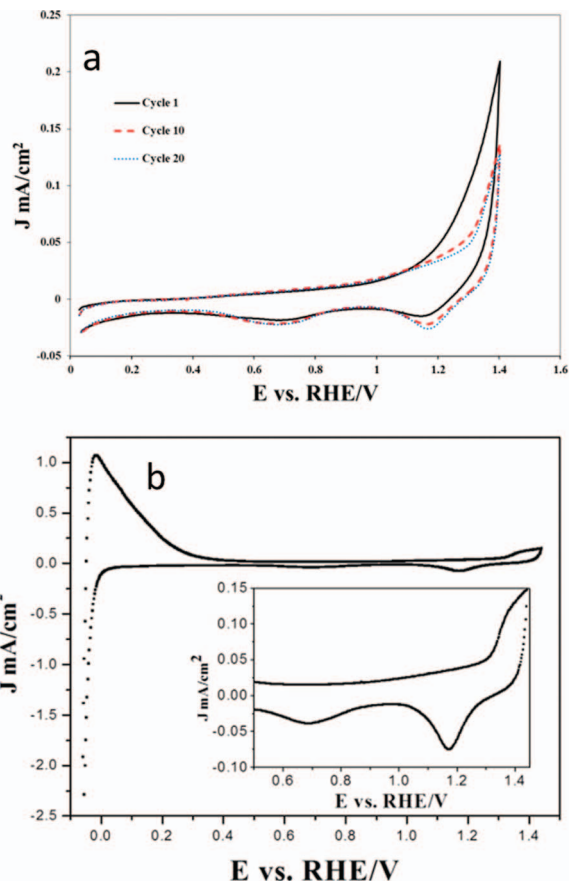 a
Cycle 1
Cycle 10
Cycle 20
J mA/cm²
0.25
0.2
0.15
0.1
0.05
0
-0.05
0 0.2 0.4 0.6 0.8 1 1.2 1.4 1.6
E vs. RHE/V
b
J mA/cm²
1.0
0.5
0.0
-0.5
-1.0
-1.5
-2.0
-2.5
J mA/cm²
0.15
0.10
0.05
0.00
-0.05
-0.10
0.6 0.8 1.0 1.2 1.4
E vs. RHE/V
0.0 0.2 0.4 0.6 0.8 1.0 1.2 1.4
E vs. RHE/V